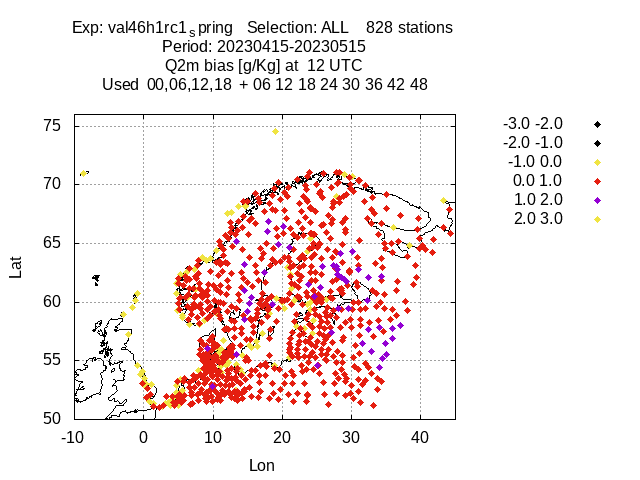 Exp: val46h1rc1spring Selection: ALL 828 stations
Period: 20230415-20230515
Q2m bias [g/Kg] at 12 UTC
Used 00,06,12,18 + 06 12 18 24 30 36 42 48
-3.0 -2.0
-2.0 -1.0
-1.0 0.0
0.0 1.0
1.0 2.0
2.0 3.0
75
70
65
60
55
50
Lat
-10 0 10 20 30 40
Lon